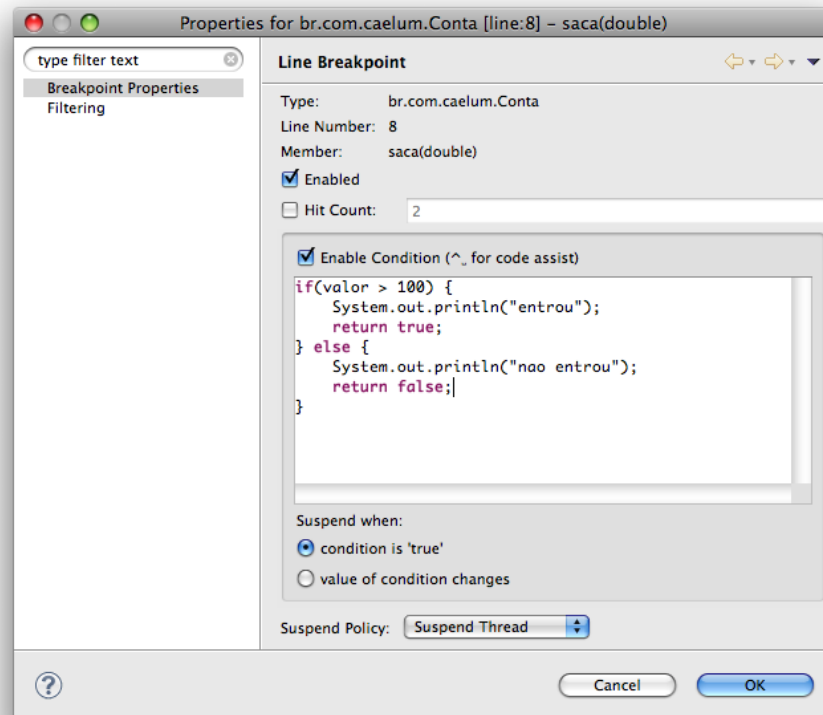 Properties for br.com.caelum.Conta [line:8] – saca(double)
type filter text
Breakpoint Properties
Filtering
Line Breakpoint
Type: br.com.caelum.Conta
Line Number: 8
Member: saca(double)
Enabled
Hit Count: 2
Enable Condition (^␣ for code assist)
if(valor > 100) {
    System.out.println("entrou");
    return true;
} else {
    System.out.println("nao entrou");
    return false;
}
Suspend when:
condition is 'true'
value of condition changes
Suspend Policy: Suspend Thread
?
Cancel
OK